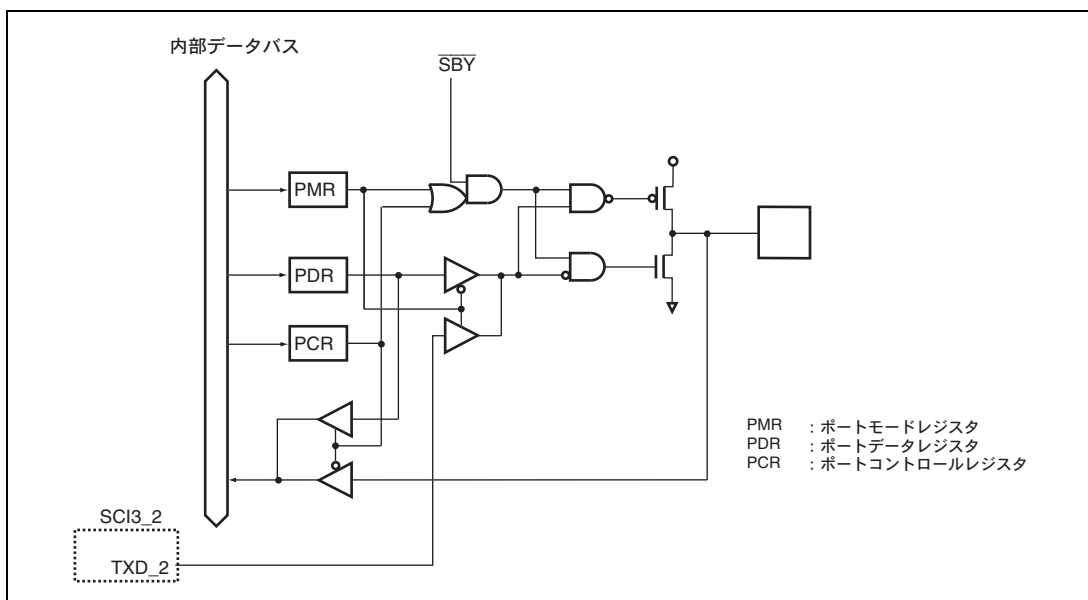 内部データバス
SBY
PMR
PDR
PCR
PMR :ポートモードレジスタ
PDR :ポートデータレジスタ
PCR :ポートコントロールレジスタ
SCI3_2
TXD_2